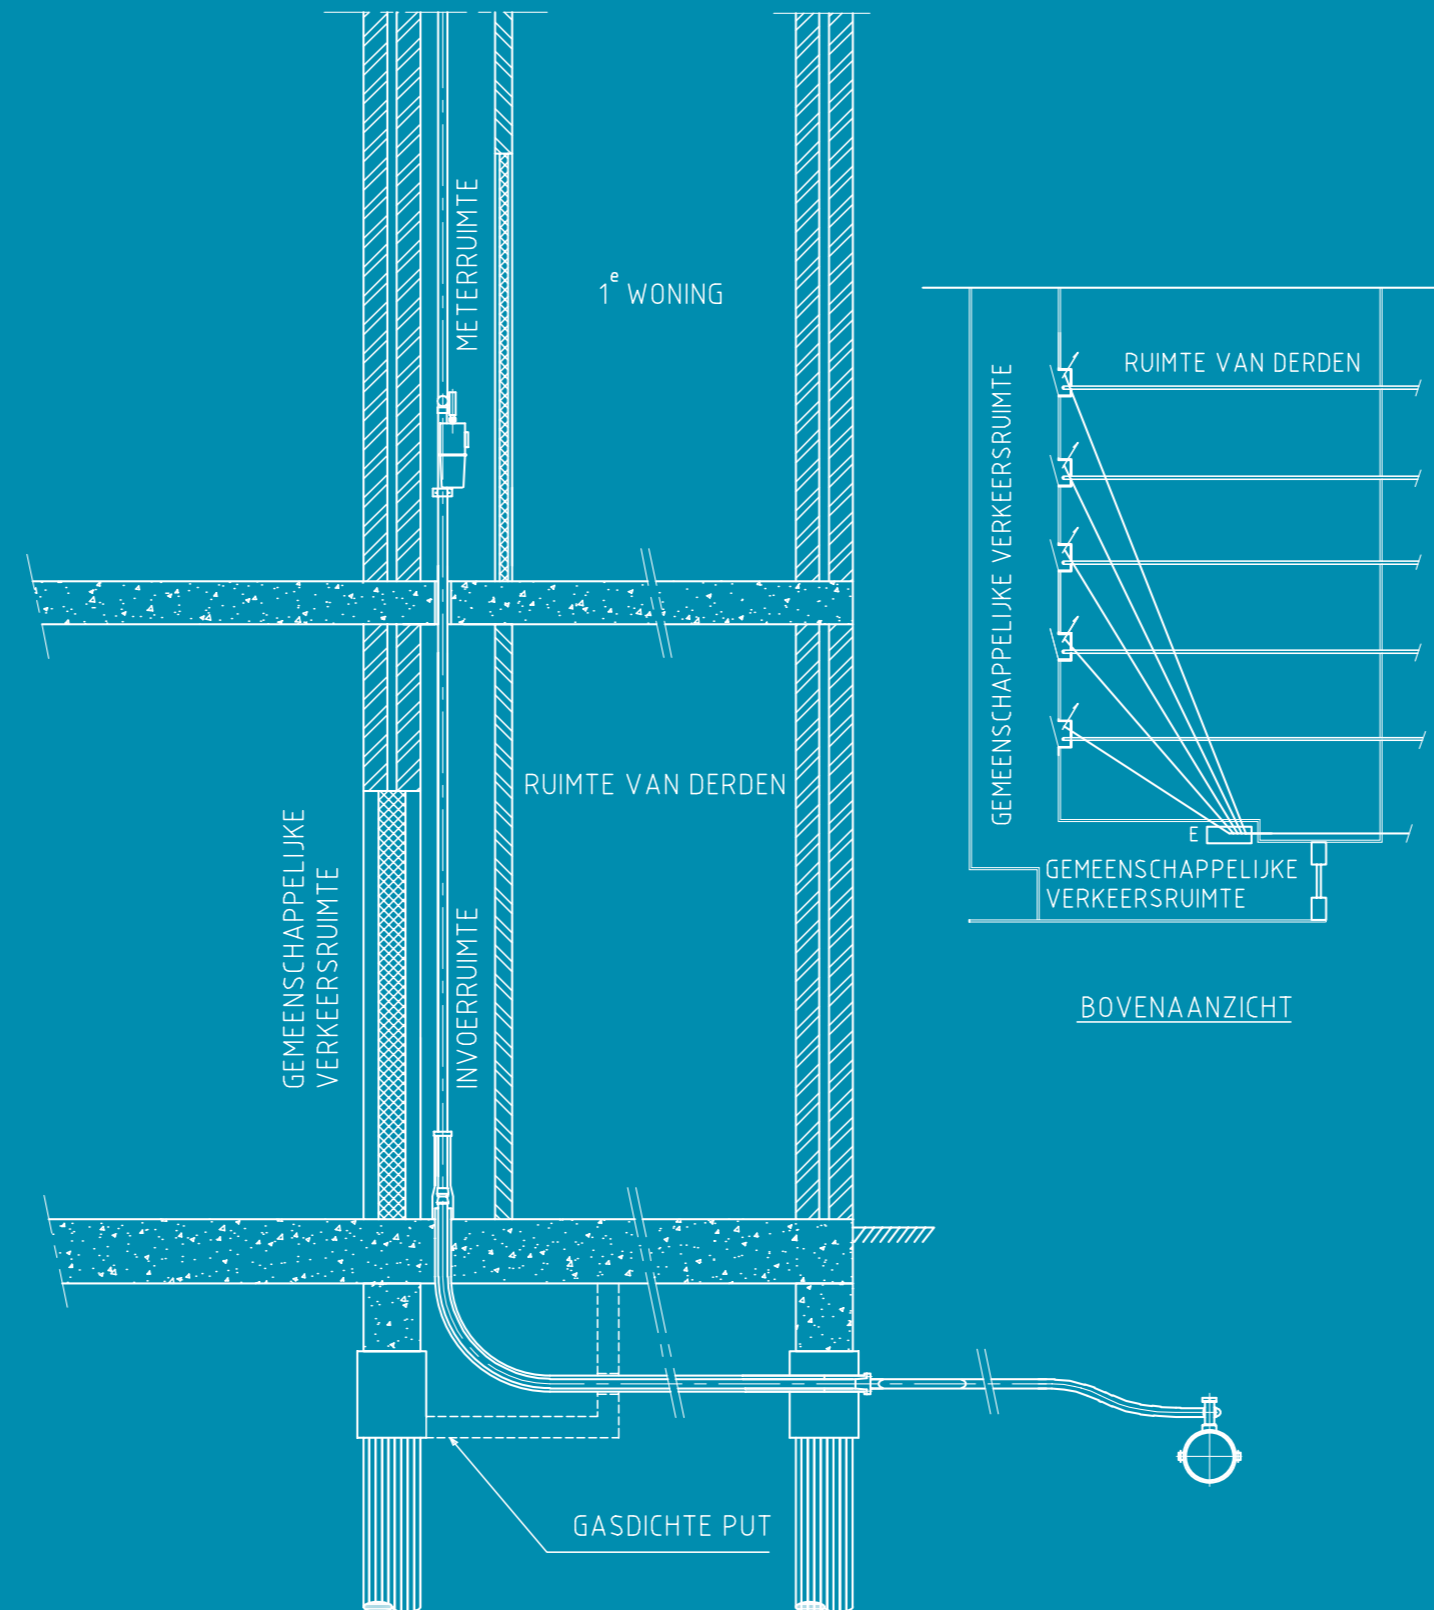 METERRUIMTE
1e WONING
RUIMTE VAN DERDEN
GEMEENSCHAPPELIJKE VERKEERSRUIMTE
RUIMTE VAN DERDEN
GEMEENSCHAPPELIJKE
VERKEERSRUIMTE
INVOERRUIMTE
E
GEMEENSCHAPPELIJKE
VERKEERSRUIMTE
BOVENAANZICHT
GASDICHTE PUT